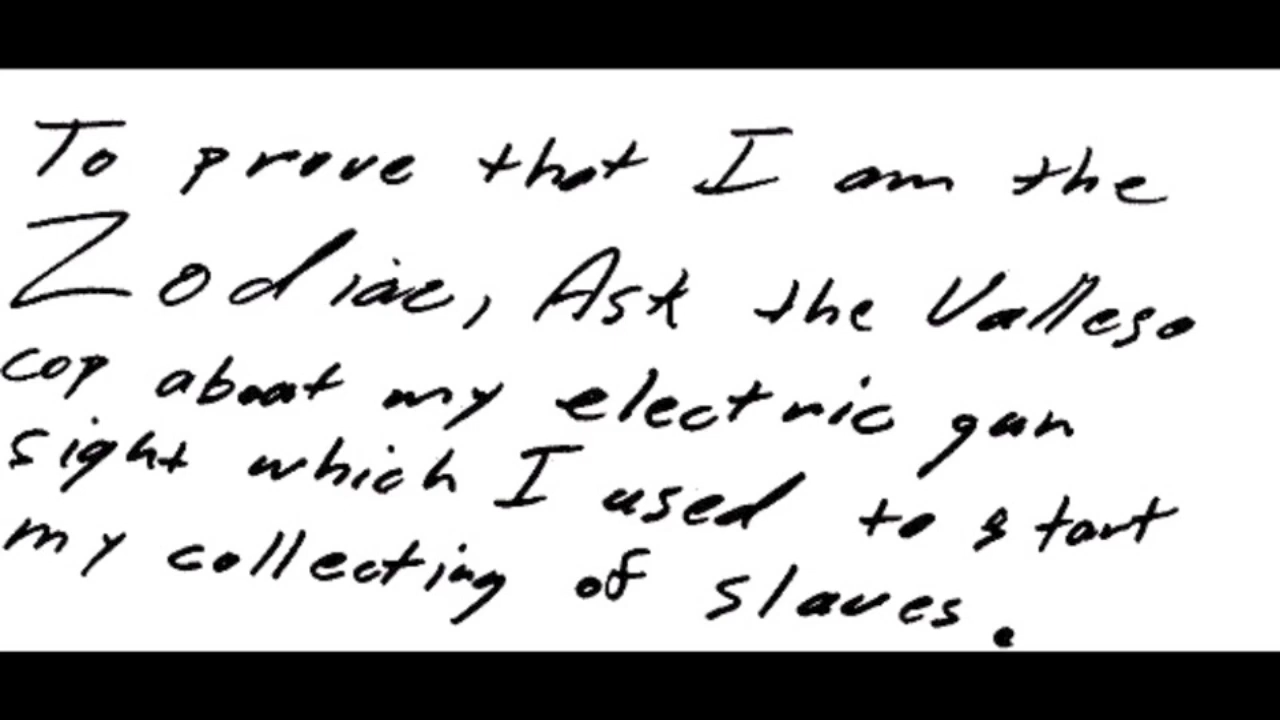 To prove that I am the
Zodiac, Ask the Vallejo
cop about my electric gun
sight which I used to start
my collecting of slaves.